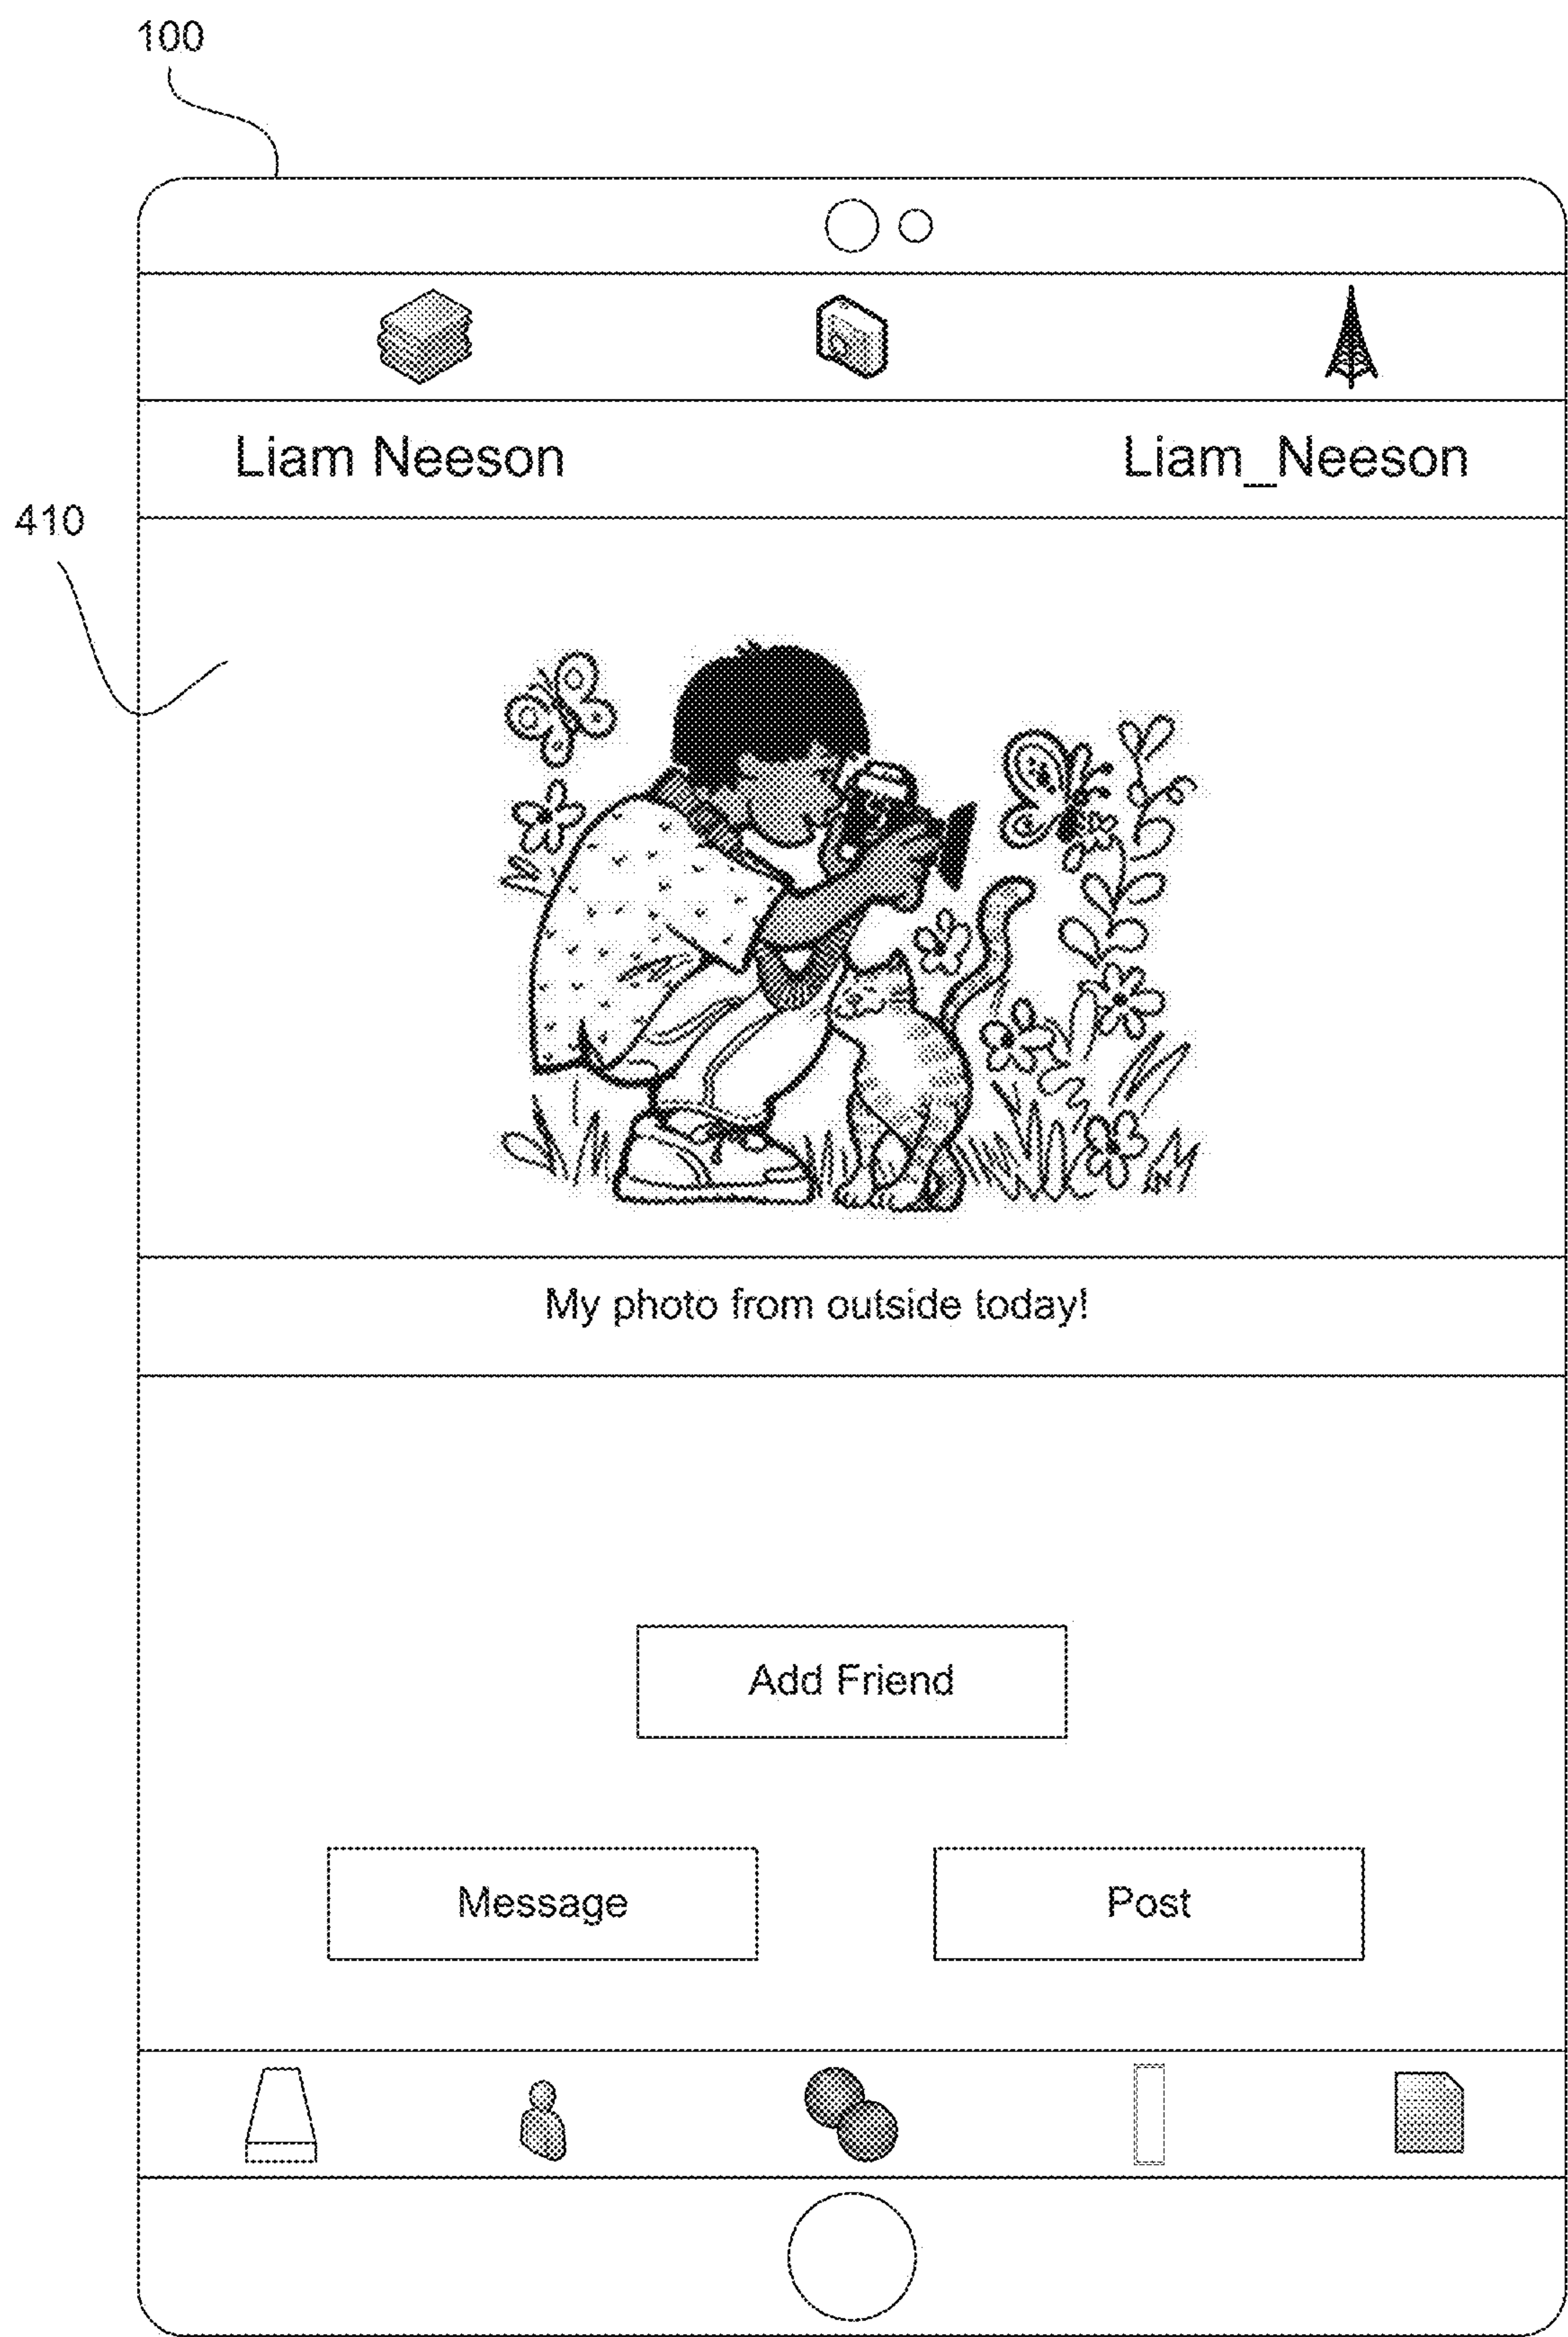 100
Liam Neeson Liam_Neeson
410
My photo from outside today!
Add Friend
Message Post